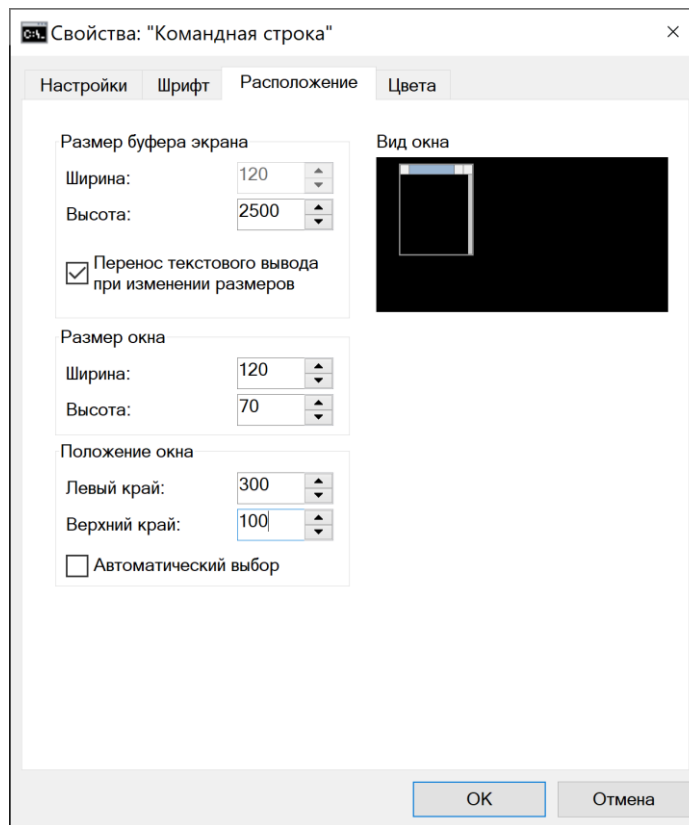 Свойства: "Командная строка"
Настройки Шрифт Расположение Цвета
Размер буфера экрана
Ширина: 120
Высота: 2500
Перенос текстового вывода
при изменении размеров
Размер окна
Ширина: 120
Высота: 70
Положение окна
Левый край: 300
Верхний край: 100
Автоматический выбор
Вид окна
OK Отмена